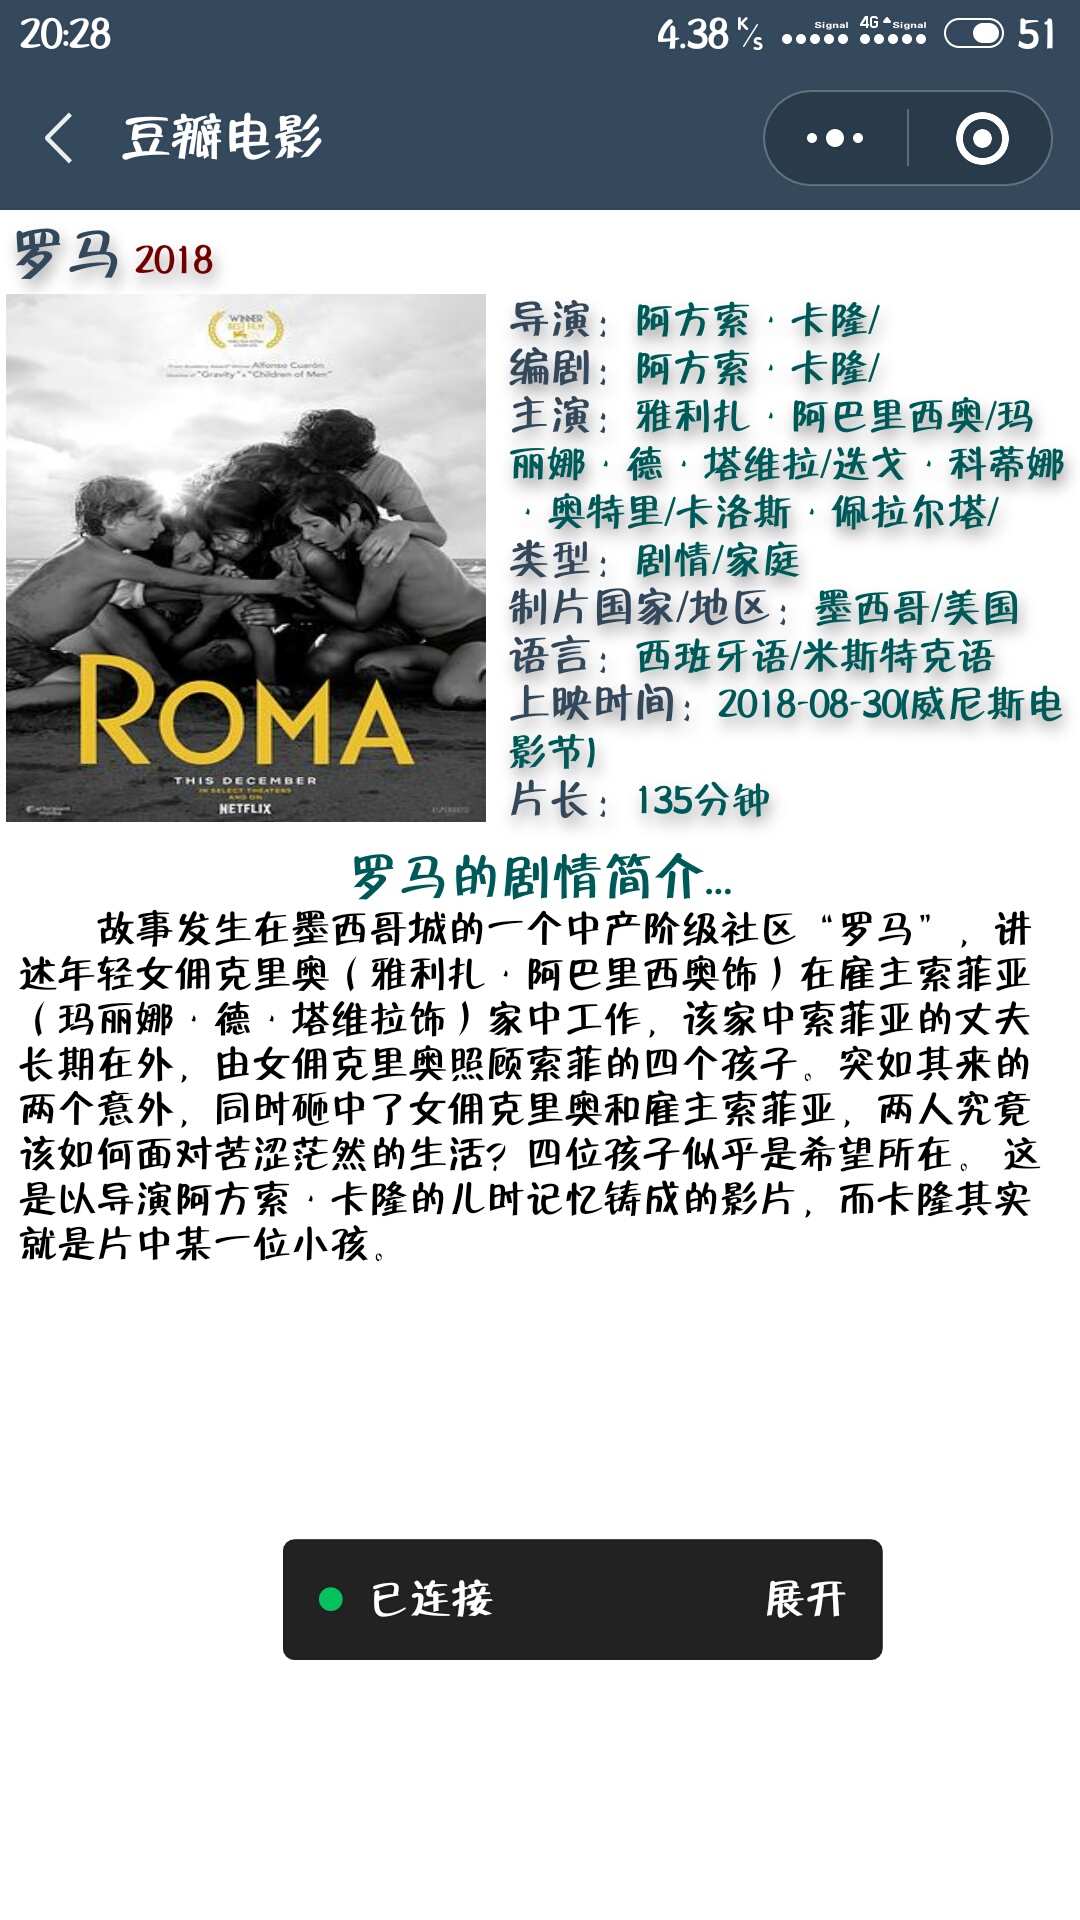 20:28
4.38 K/s Signal 4G Signal 51
豆瓣电影
罗马 2018
WINNER
BEST FILM
From Academy Award® Winner Alfonso Cuarón
Director of "Gravity" & "Children of Men"
ROMA
THIS DECEMBER
IN SELECT THEATERS
AND ON
NETFLIX
导演：阿方索·卡隆/
编剧：阿方索·卡隆/
主演：雅利扎·阿巴里西奥/玛
丽娜·德·塔维拉/迭戈·科蒂娜
·奥特里/卡洛斯·佩拉尔塔/
类型：剧情/家庭
制片国家/地区：墨西哥/美国
语言：西班牙语/米斯特克语
上映时间：2018-08-30(威尼斯电
影节)
片长：135分钟
罗马的剧情简介...
故事发生在墨西哥城的一个中产阶级社区“罗马”，讲
述年轻女佣克里奥（雅利扎·阿巴里西奥饰）在雇主索菲亚
（玛丽娜·德·塔维拉饰）家中工作，该家中索菲亚的丈夫
长期在外，由女佣克里奥照顾索菲的四个孩子。突如其来的
两个意外，同时砸中了女佣克里奥和雇主索菲亚，两人究竟
该如何面对苦涩茫然的生活？四位孩子似乎是希望所在。 这
是以导演阿方索·卡隆的儿时记忆铸成的影片，而卡隆其实
就是片中某一位小孩。
已连接 展开